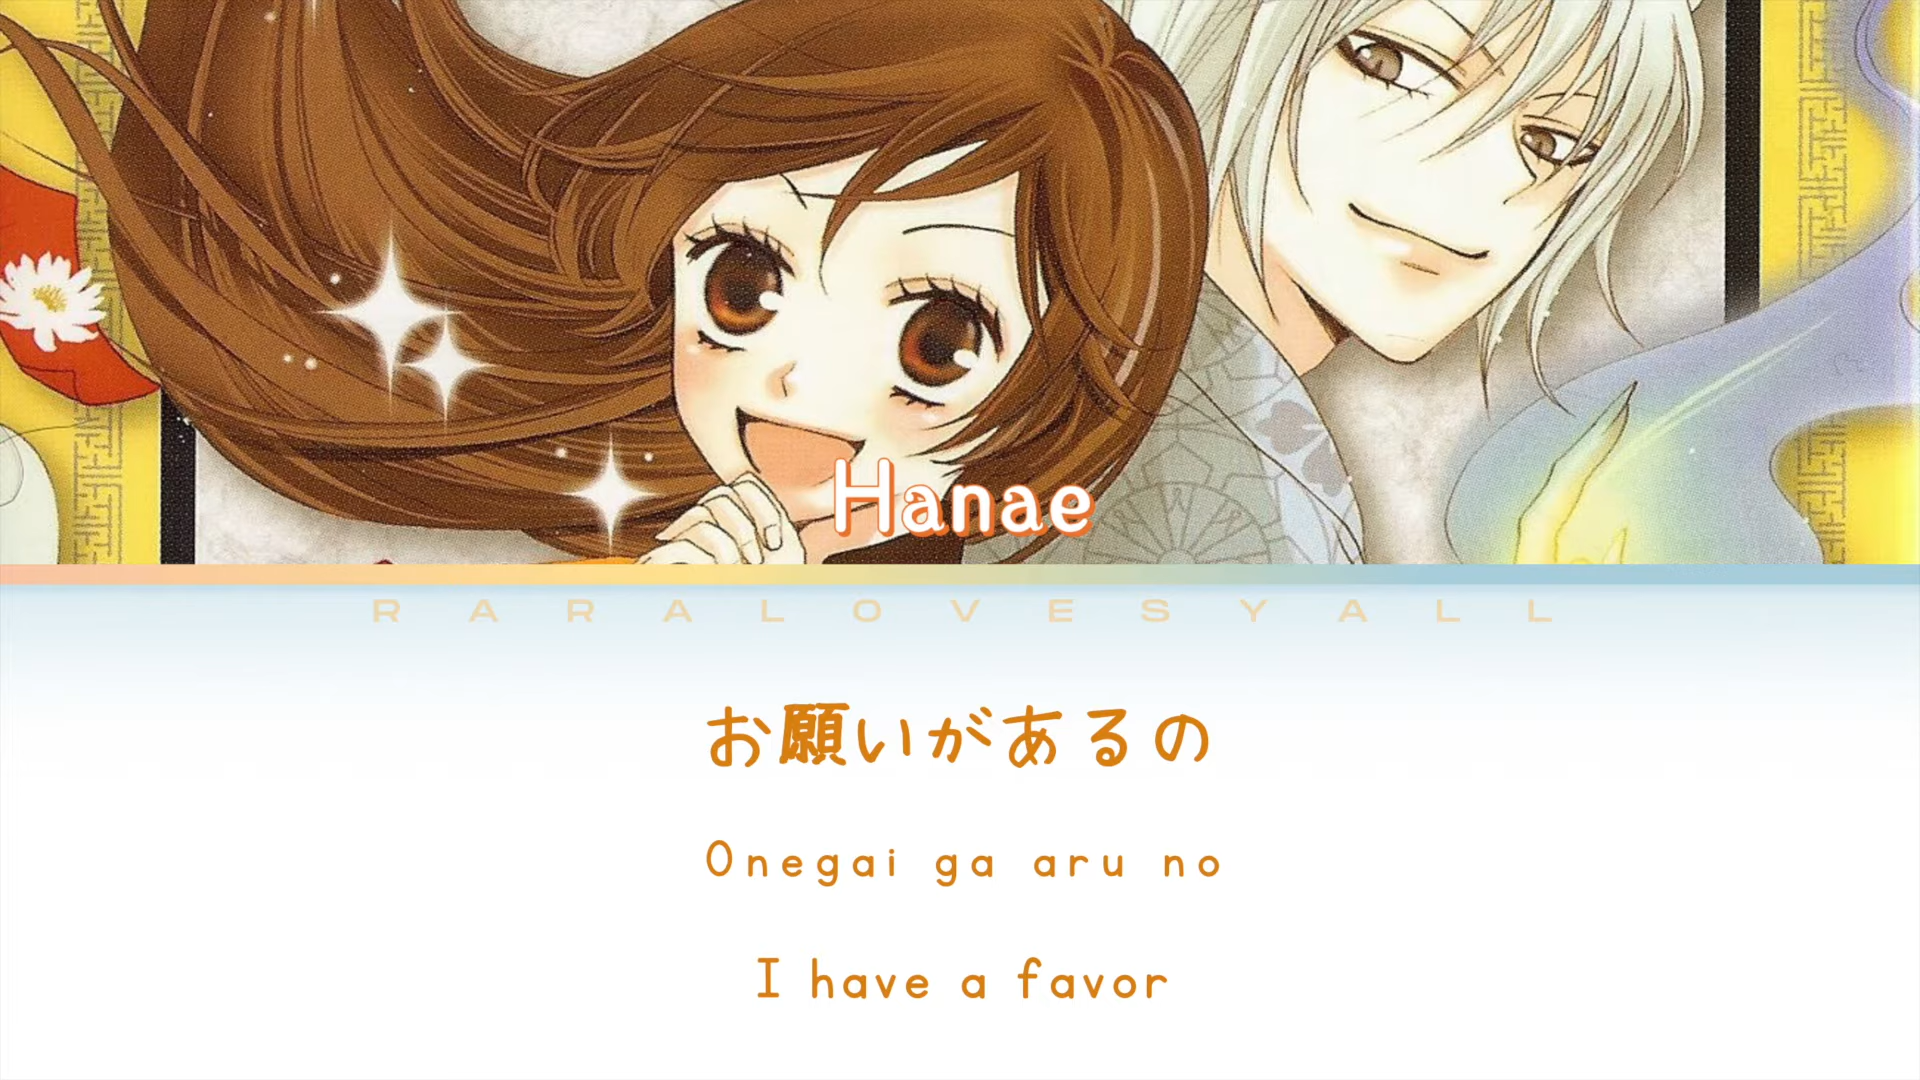 Hanae
RARALOVESYALL
お願いがあるの
Onegai ga aru no
I have a favor